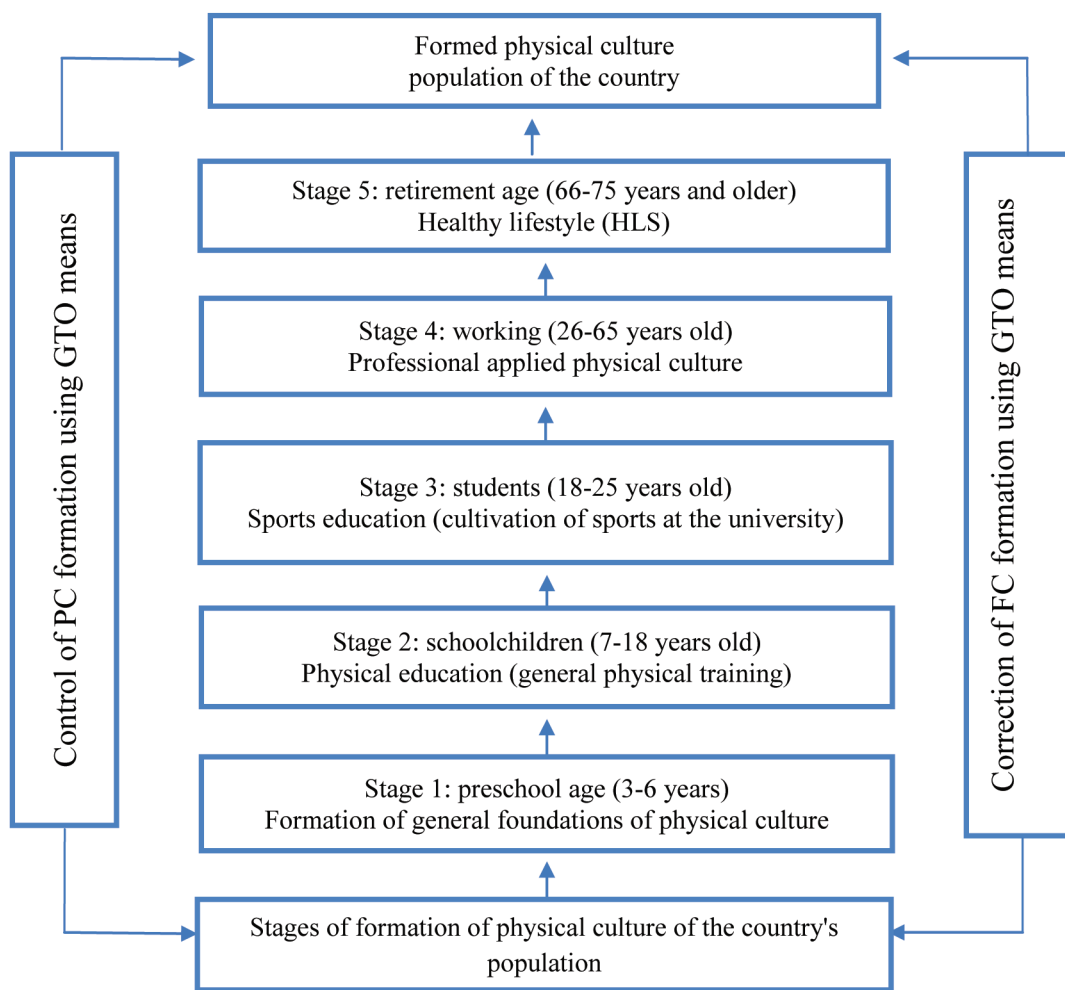 Formed physical culture
population of the country
Control of PC formation using GTO means
Correction of FC formation using GTO means
Stage 5: retirement age (66-75 years and older)
Healthy lifestyle (HLS)
Stage 4: working (26-65 years old)
Professional applied physical culture
Stage 3: students (18-25 years old)
Sports education (cultivation of sports at the university)
Stage 2: schoolchildren (7-18 years old)
Physical education (general physical training)
Stage 1: preschool age (3-6 years)
Formation of general foundations of physical culture
Stages of formation of physical culture of the country's
population